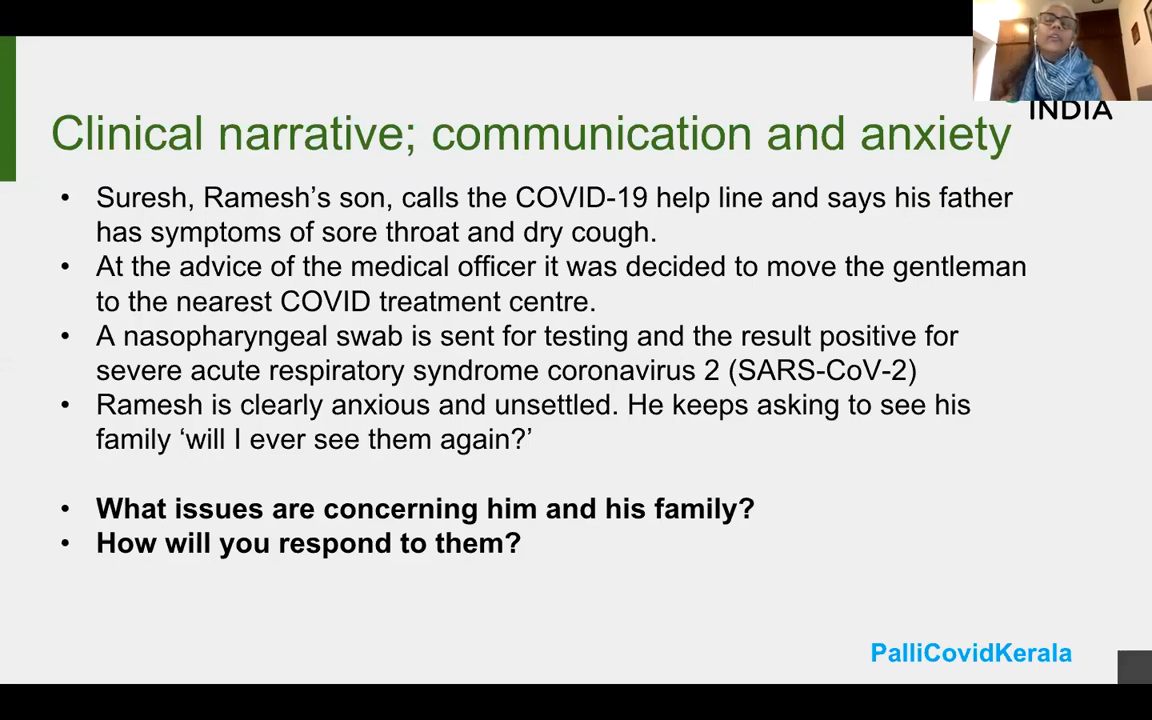 INDIA
Clinical narrative; communication and anxiety
• Suresh, Ramesh’s son, calls the COVID-19 help line and says his father
has symptoms of sore throat and dry cough.
• At the advice of the medical officer it was decided to move the gentleman
to the nearest COVID treatment centre.
• A nasopharyngeal swab is sent for testing and the result positive for
severe acute respiratory syndrome coronavirus 2 (SARS-CoV-2)
• Ramesh is clearly anxious and unsettled. He keeps asking to see his
family ‘will I ever see them again?’
• What issues are concerning him and his family?
• How will you respond to them?
PalliCovidKerala